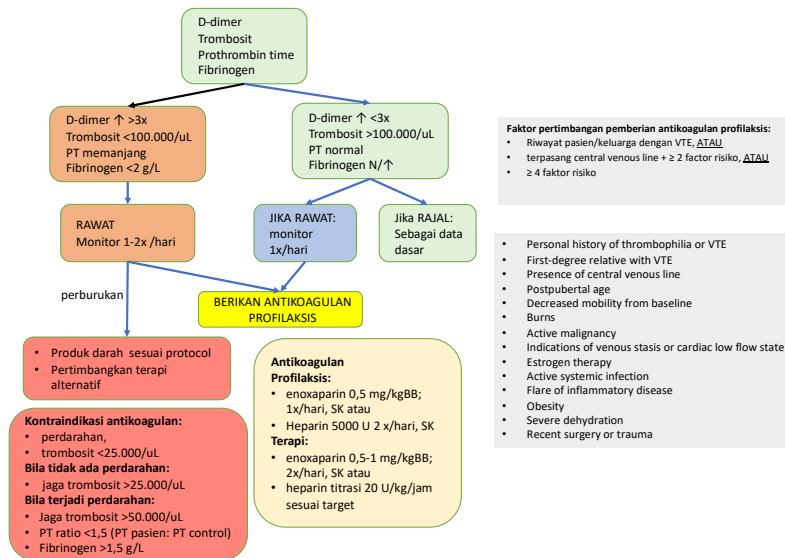 D-dimer
Trombosit
Prothrombin time
Fibrinogen
D-dimer ↑ >3x
Trombosit <100.000/uL
PT memanjang
Fibrinogen <2 g/L
D-dimer ↑ <3x
Trombosit >100.000/uL
PT normal
Fibrinogen N/↑
Faktor pertimbangan pemberian antikoagulan profilaksis:
• Riwayat pasien/keluarga dengan VTE, ATAU
• terpasang central venous line + ≥ 2 factor risiko, ATAU
• ≥ 4 faktor risiko
RAWAT
Monitor 1-2x /hari
JIKA RAWAT:
monitor
1x/hari
Jika RAJAL:
Sebagai data
dasar
perburukan
BERIKAN ANTIKOAGULAN
PROFILAKSIS
• Personal history of thrombophilia or VTE
• First-degree relative with VTE
• Presence of central venous line
• Postpubertal age
• Decreased mobility from baseline
• Burns
• Active malignancy
• Indications of venous stasis or cardiac low flow state
• Estrogen therapy
• Active systemic infection
• Flare of inflammatory disease
• Obesity
• Severe dehydration
• Recent surgery or trauma
• Produk darah sesuai protocol
• Pertimbangkan terapi
alternatif
Antikoagulan
Profilaksis:
• enoxaparin 0,5 mg/kgBB;
1x/hari, SK atau
• Heparin 5000 U 2 x/hari, SK
Terapi:
• enoxaparin 0,5-1 mg/kgBB;
2x/hari, SK atau
• heparin titrasi 20 U/kg/jam
sesuai target
Kontraindikasi antikoagulan:
• perdarahan,
• trombosit <25.000/uL
Bila tidak ada perdarahan:
• jaga trombosit >25.000/uL
Bila terjadi perdarahan:
• Jaga trombosit >50.000/uL
• PT ratio <1,5 (PT pasien: PT control)
• Fibrinogen >1,5 g/L